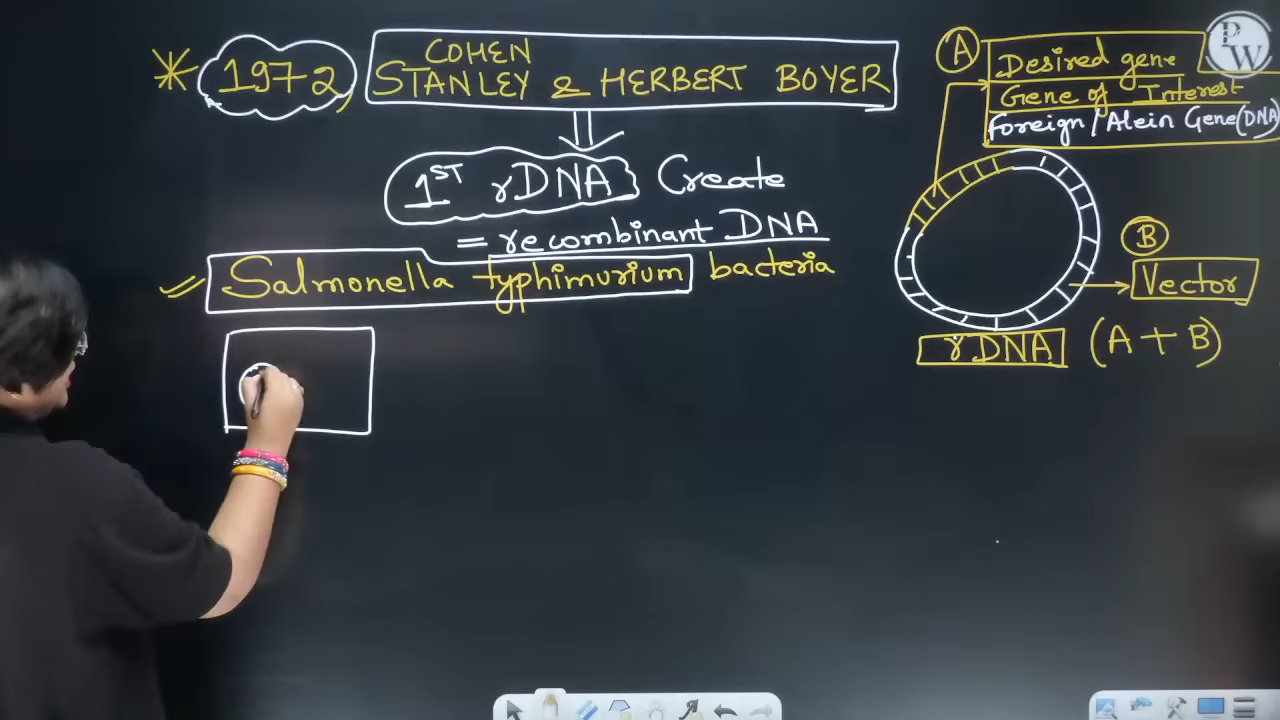 * 1972, COHEN
STANLEY & HERBERT BOYER
1ST rDNA Create
= recombinant DNA
Salmonella typhimurium bacteria
A Desired gene
Gene of Interest
Foreign / Alein Gene (DNA)
B
Vector
rDNA (A + B)
PW